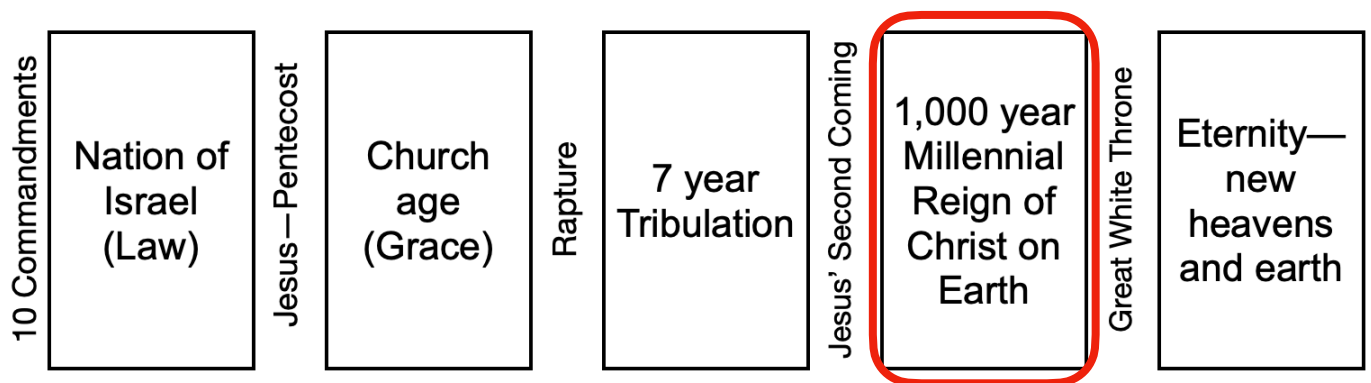 10 Commandments
Nation of
Israel
(Law)
Jesus—Pentecost
Church
age
(Grace)
Rapture
7 year
Tribulation
Jesus’ Second Coming
1,000 year
Millennial
Reign of
Christ on
Earth
Great White Throne
Eternity—
new
heavens
and earth